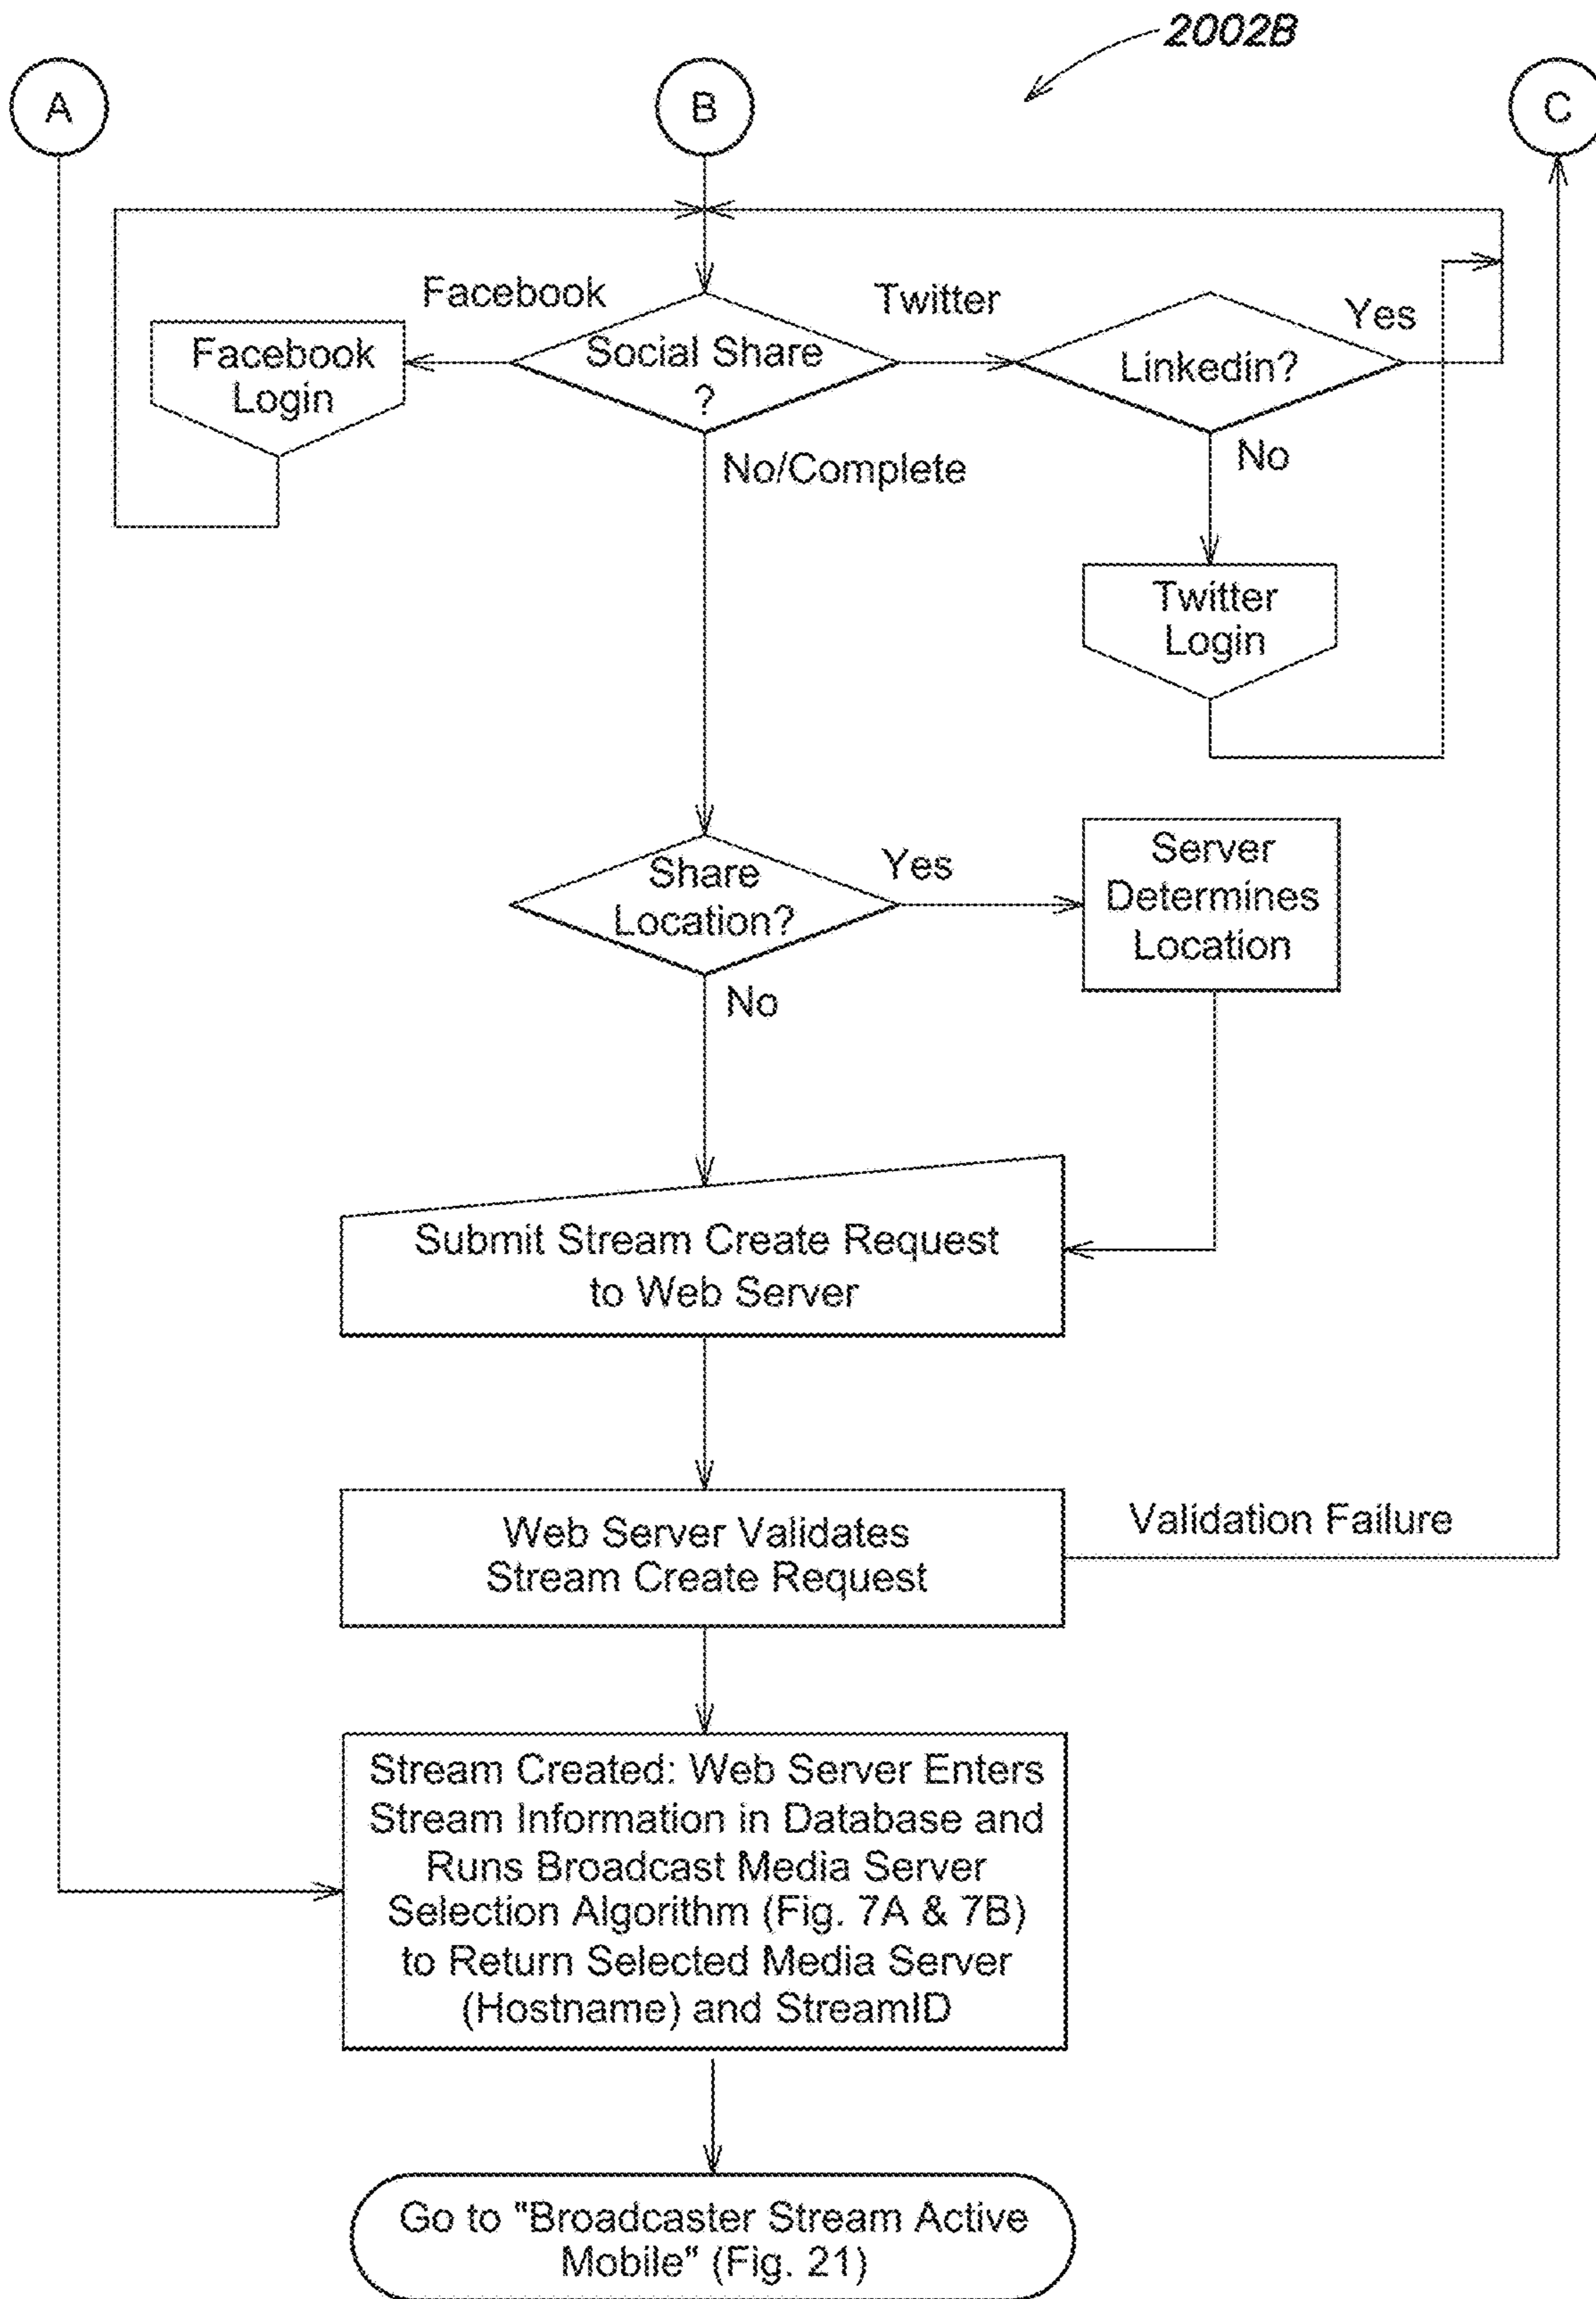 2002B
A
B
C
Facebook
Twitter
Yes
Facebook
Login
Social Share
?
Linkedin?
No/Complete
No
Twitter
Login
Share
Location?
Yes
Server
Determines
Location
No
Submit Stream Create Request
to Web Server
Web Server Validates
Stream Create Request
Validation Failure
Stream Created: Web Server Enters
Stream Information in Database and
Runs Broadcast Media Server
Selection Algorithm (Fig. 7A & 7B)
to Return Selected Media Server
(Hostname) and StreamID
Go to "Broadcaster Stream Active
Mobile" (Fig. 21)